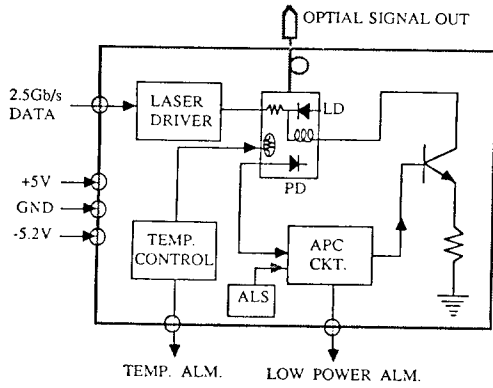 OPTIAL SIGNAL OUT
2.5Gb/s
DATA
LASER
DRIVER
LD
PD
+5V
GND
-5.2V
TEMP.
CONTROL
APC
CKT.
ALS
TEMP. ALM.
LOW POWER ALM.